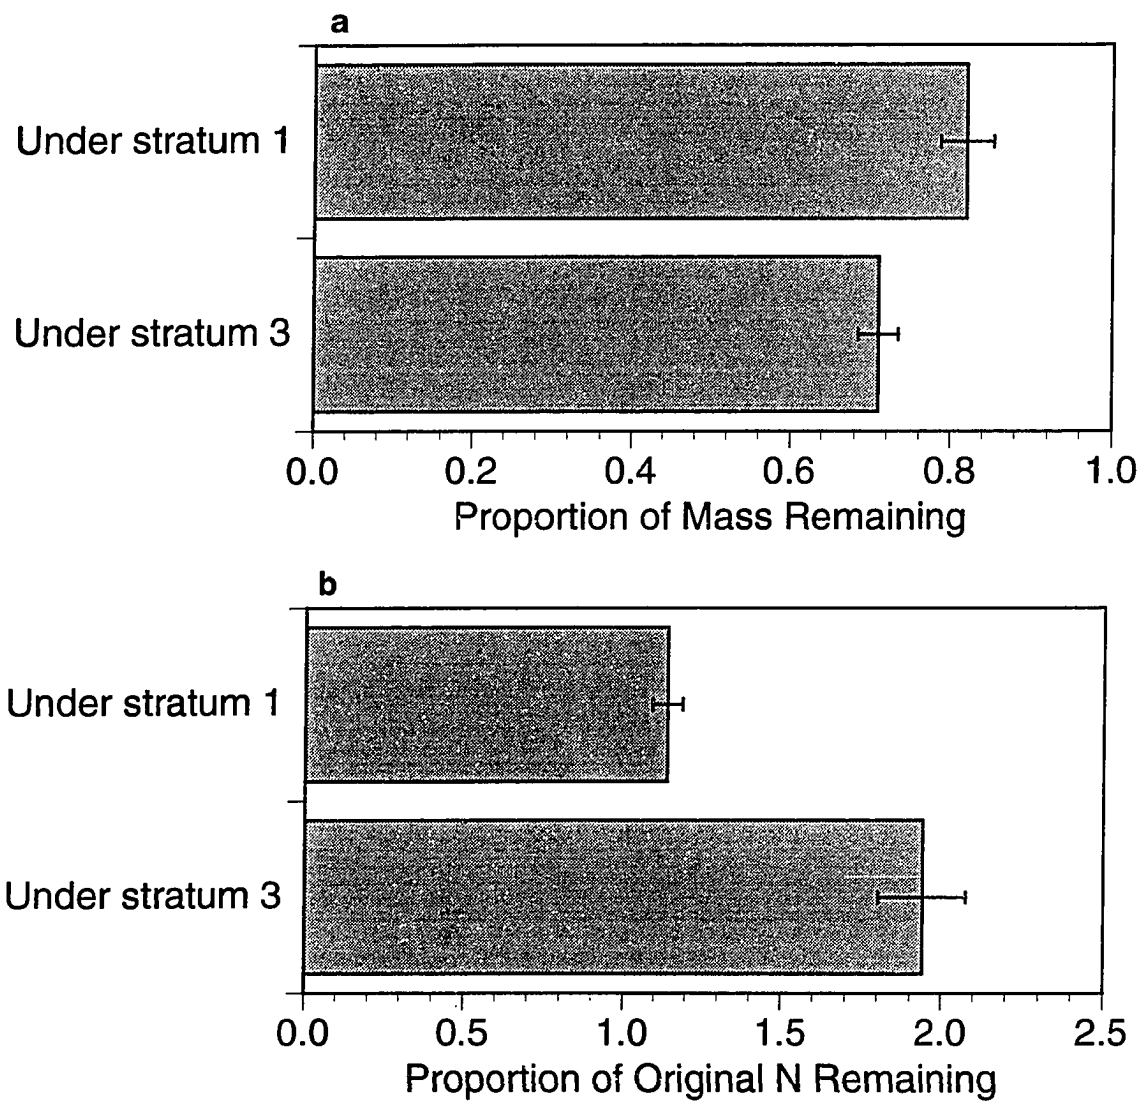 a
Under stratum 1
Under stratum 3
0.0 0.2 0.4 0.6 0.8 1.0
Proportion of Mass Remaining
b
Under stratum 1
Under stratum 3
0.0 0.5 1.0 1.5 2.0 2.5
Proportion of Original N Remaining